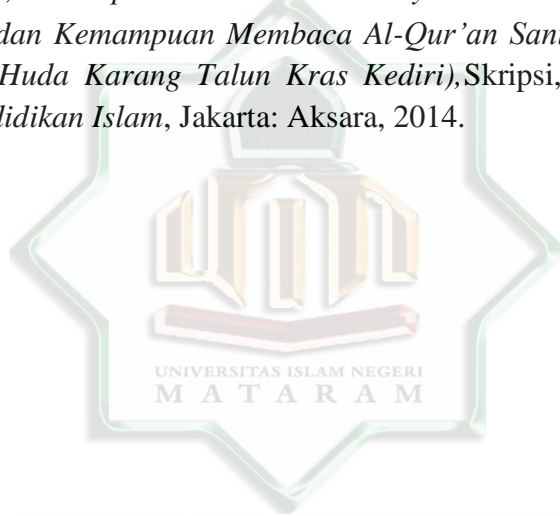 dan Kemampuan Membaca Al-Qur’an Sant
Huda Karang Talun Kras Kediri),Skripsi,
didikan Islam, Jakarta: Aksara, 2014.
UNIVERSITAS ISLAM NEGERI
MATARAM